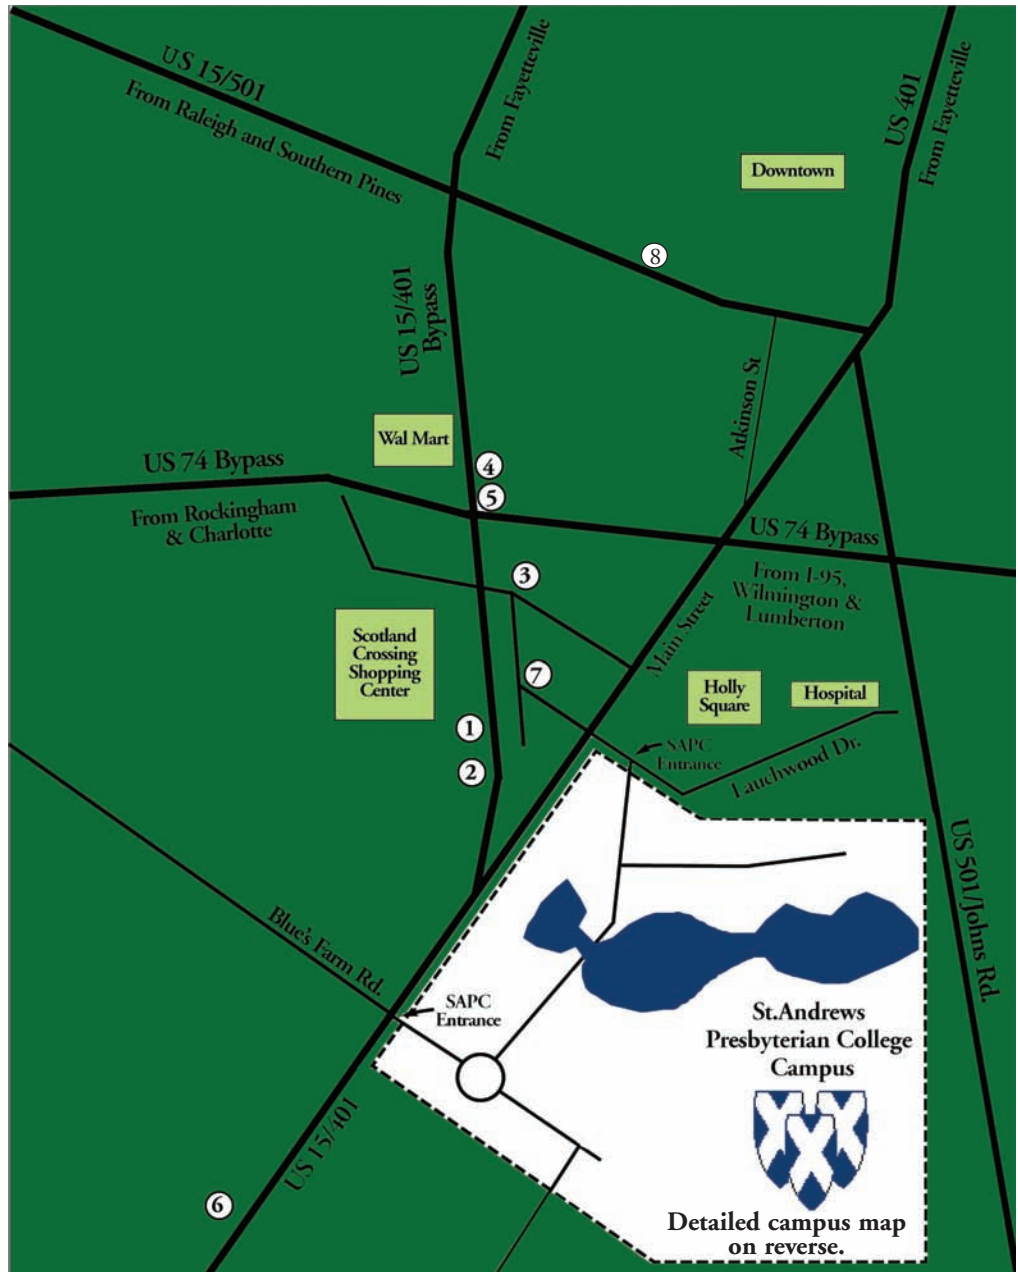 US 15/501
From Raleigh and Southern Pines
From Fayetteville
US 401
From Fayetteville
Downtown
8
US 15/401
Bypass
Atkinson St
Wal Mart
4
5
US 74 Bypass
From Rockingham
& Charlotte
US 74 Bypass
From I-95,
Wilmington &
Lumberton
3
Main Street
Scotland
Crossing
Shopping
Center
7
Holly
Square
Hospital
1
2
SAPC
Entrance
Lauchwood Dr.
US 501/Johns Rd.
Blue's Farm Rd.
SAPC
Entrance
St.Andrews
Presbyterian College
Campus
US 15/401
6
Detailed campus map
on reverse.